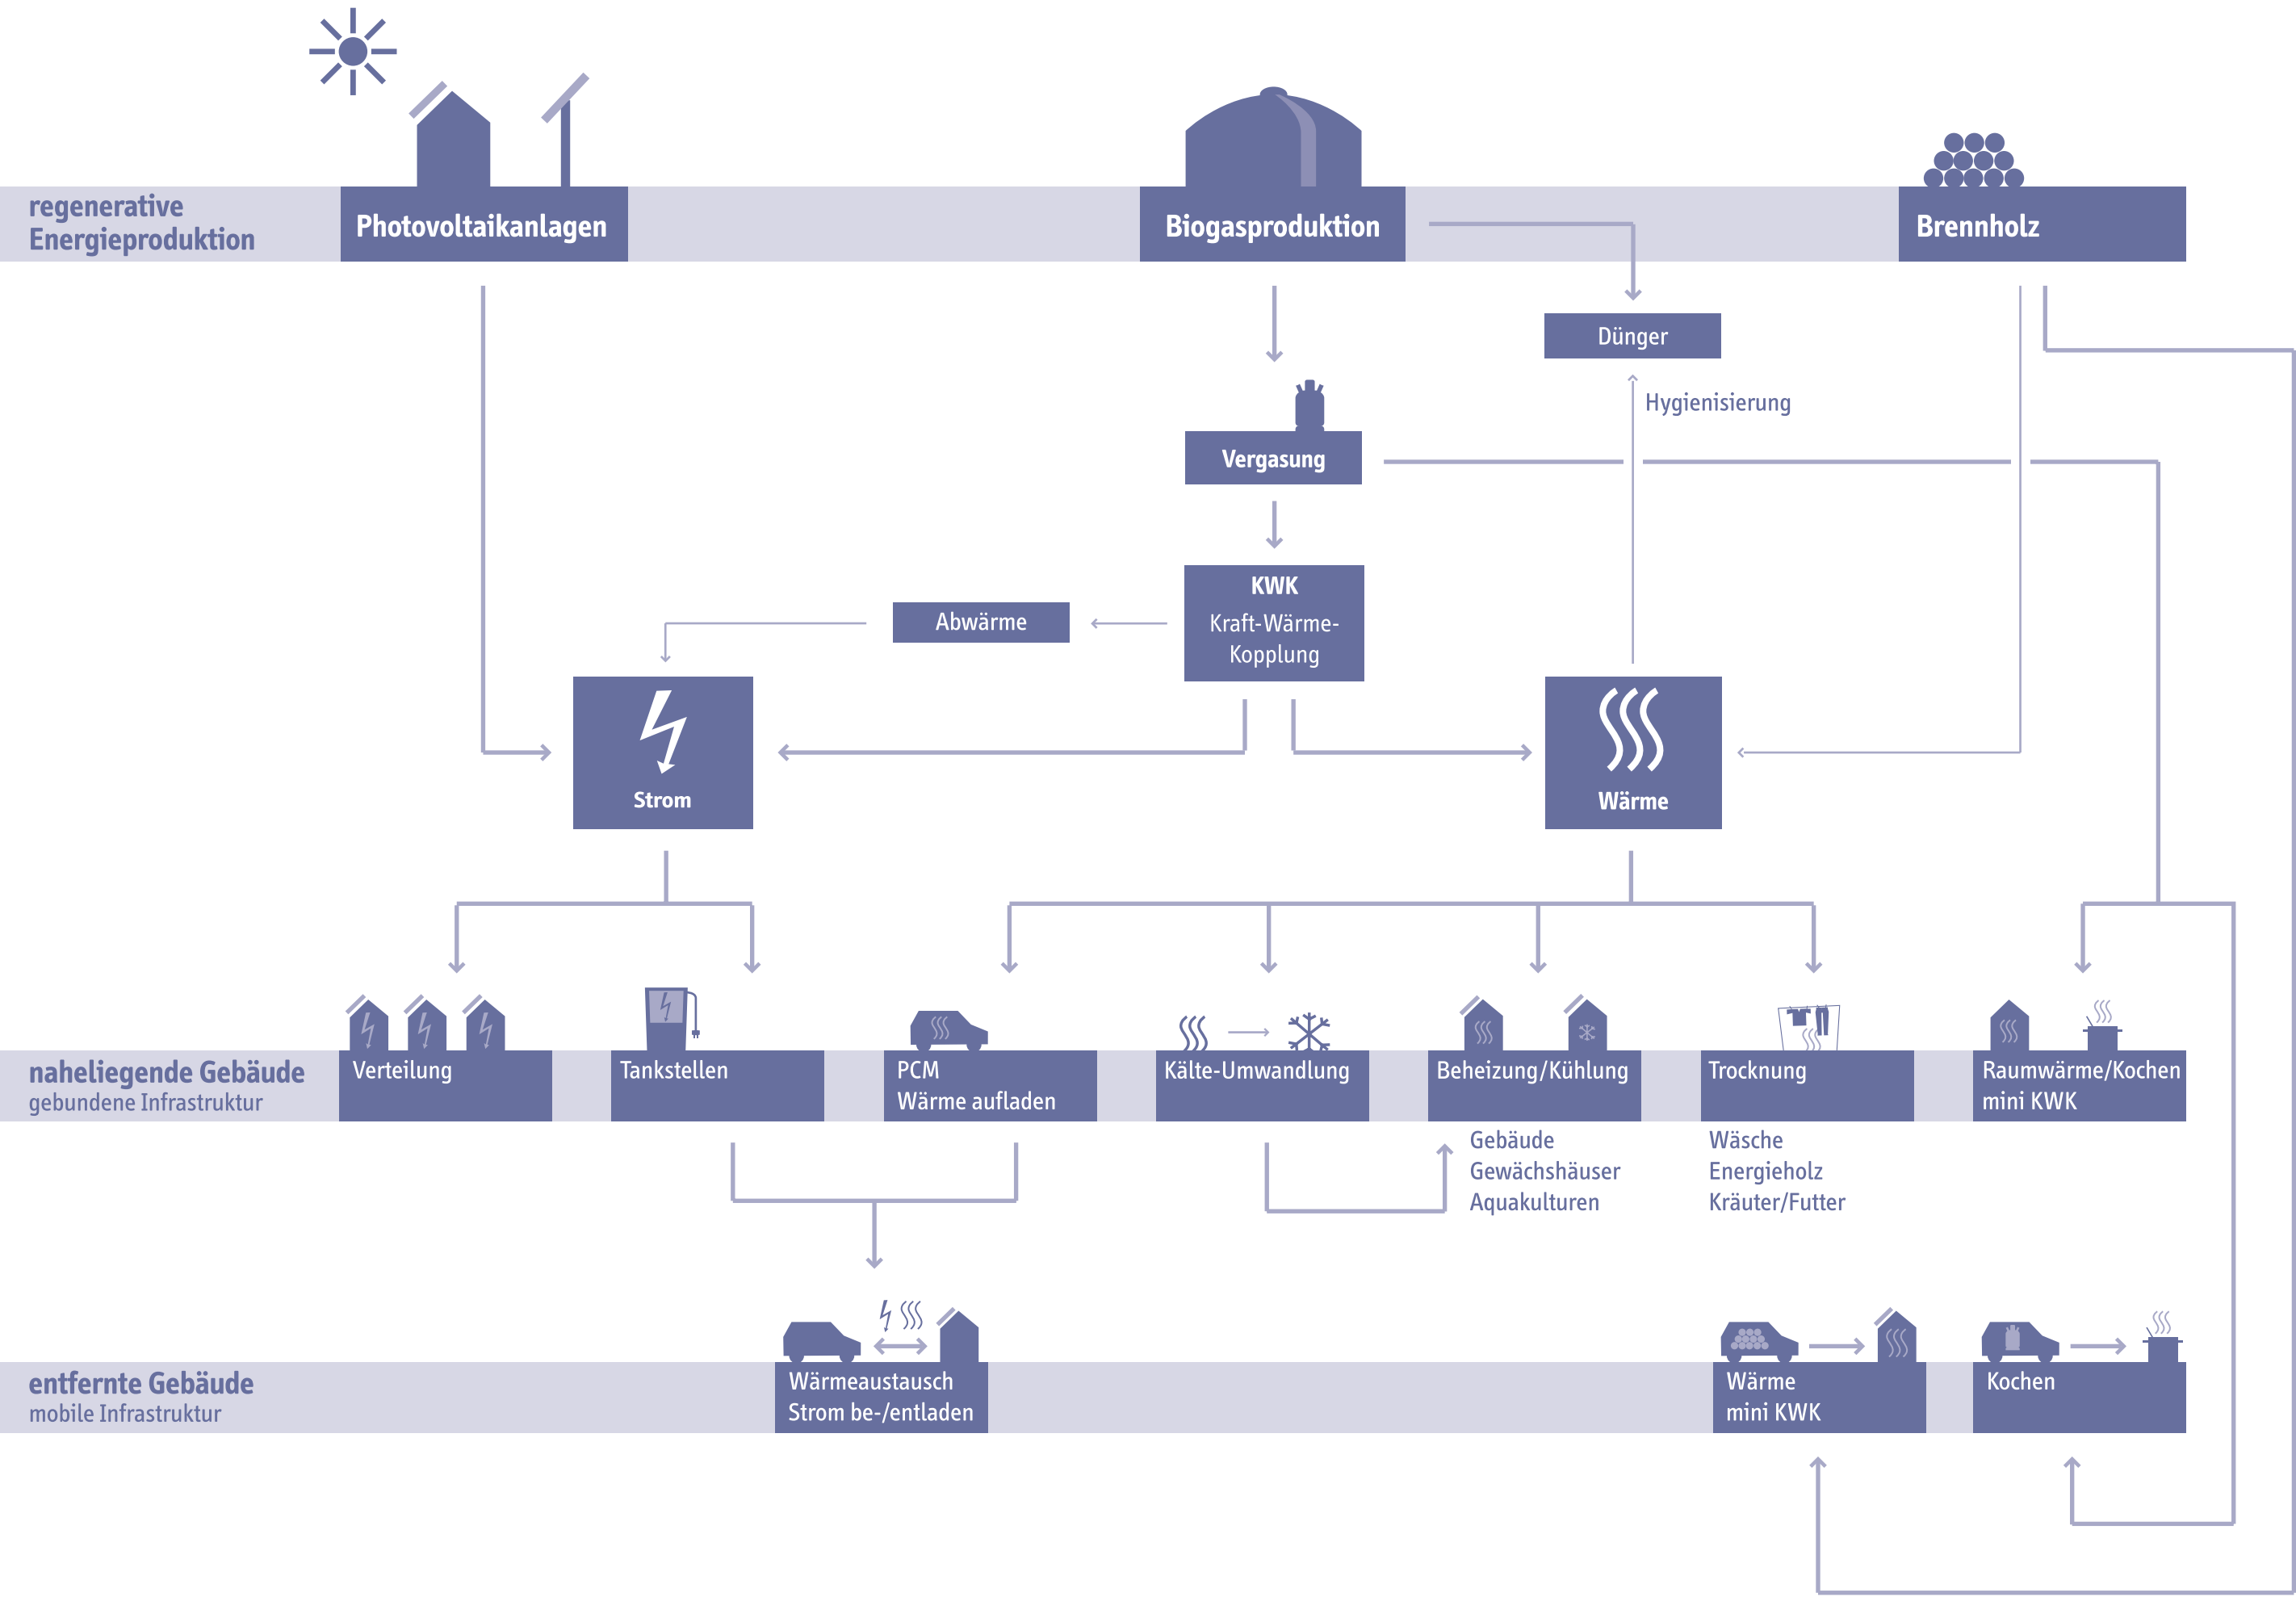 regenerative
Energieproduktion
Photovoltaikanlagen
Biogasproduktion
Brennholz
Dünger
Hygienisierung
Vergasung
KWK
Kraft-Wärme-
Kopplung
Abwärme
Strom
Wärme
naheliegende Gebäude
gebundene Infrastruktur
Verteilung
Tankstellen
PCM
Wärme aufladen
Kälte-Umwandlung
Beheizung/Kühlung
Trocknung
Raumwärme/Kochen
mini KWK
Gebäude
Gewächshäuser
Aquakulturen
Wäsche
Energieholz
Kräuter/Futter
entfernte Gebäude
mobile Infrastruktur
Wärmeaustausch
Strom be-/entladen
Wärme
mini KWK
Kochen